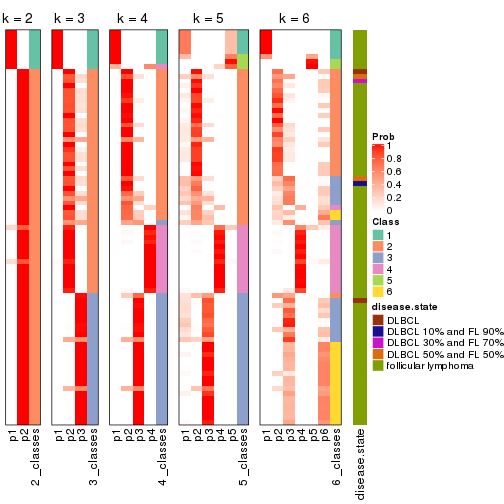 k = 2 k = 3 k = 4 k = 5 k = 6
Prob
1
0.8
0.6
0.4
0.2
0
Class
1
2
3
4
5
6
disease.state
DLBCL
DLBCL 10% and FL 90%
DLBCL 30% and FL 70%
DLBCL 50% and FL 50%
follicular lymphoma
p1 p2 2_classes p1 p2 p3 3_classes p1 p2 p3 p4 4_classes p1 p2 p3 p4 p5 5_classes p1 p2 p3 p4 p5 p6 6_classes disease.state